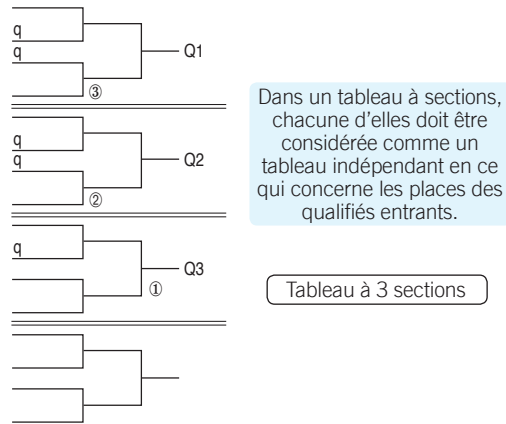 q
q
Q1
③
Dans un tableau à sections,
chacune d'elles doit être
considérée comme un
tableau indépendant en ce
qui concerne les places des
qualifiés entrants.
q
q
Q2
②
q
Q3
①
Tableau à 3 sections